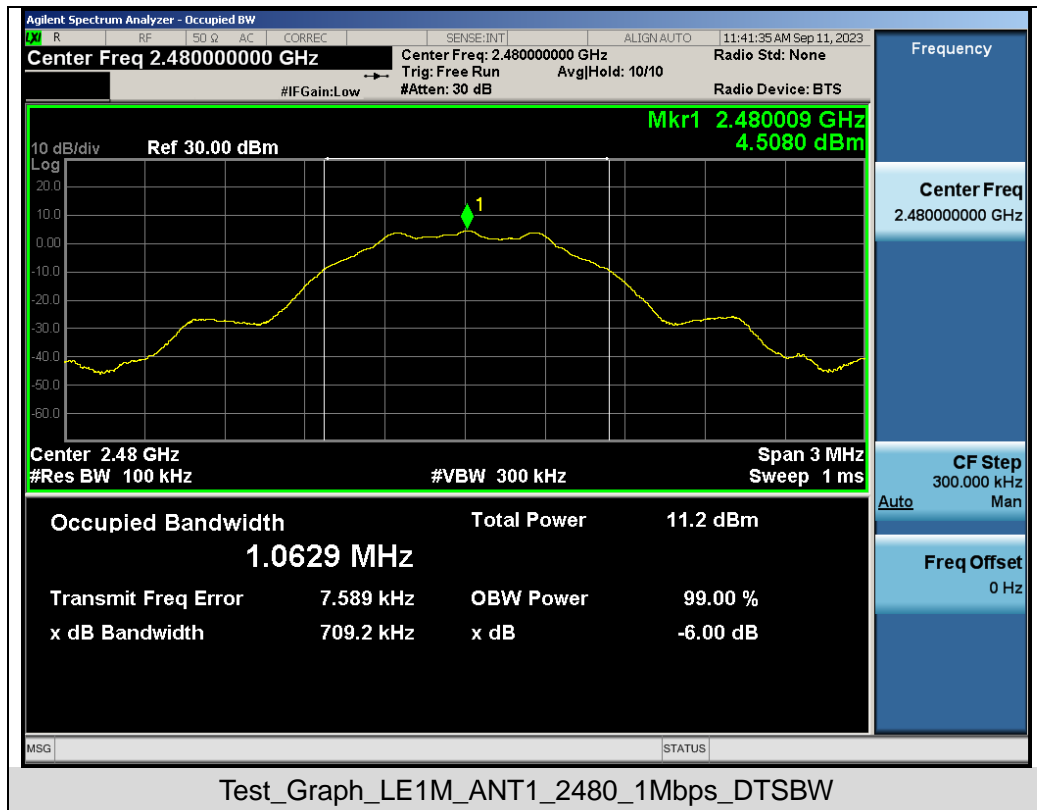 Agilent Spectrum Analyzer - Occupied BW
LXI R RF 50 Ω AC CORREC SENSE:INT ALIGN AUTO 11:41:35 AM Sep 11, 2023
Center Freq 2.480000000 GHz
Center Freq: 2.480000000 GHz
Radio Std: None
Trig: Free Run Avg|Hold: 10/10
#IFGain:Low
#Atten: 30 dB
Radio Device: BTS
Mkr1 2.480009 GHz
4.5080 dBm
10 dB/div Ref 30.00 dBm
Log
20.0
10.0
0.00
-10.0
-20.0
-30.0
-40.0
-50.0
-60.0
1
Center 2.48 GHz Span 3 MHz
#Res BW 100 kHz #VBW 300 kHz Sweep 1 ms
Occupied Bandwidth Total Power 11.2 dBm
1.0629 MHz
Transmit Freq Error 7.589 kHz OBW Power 99.00 %
x dB Bandwidth 709.2 kHz x dB -6.00 dB
MSG STATUS
Frequency
Center Freq
2.480000000 GHz
CF Step
300.000 kHz
Auto Man
Freq Offset
0 Hz
Test_Graph_LE1M_ANT1_2480_1Mbps_DTSBW